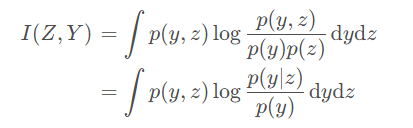 I(Z, Y) = ∫ p(y, z) log p(y, z) / p(y)p(z) dydz
= ∫ p(y, z) log p(y|z) / p(y) dydz